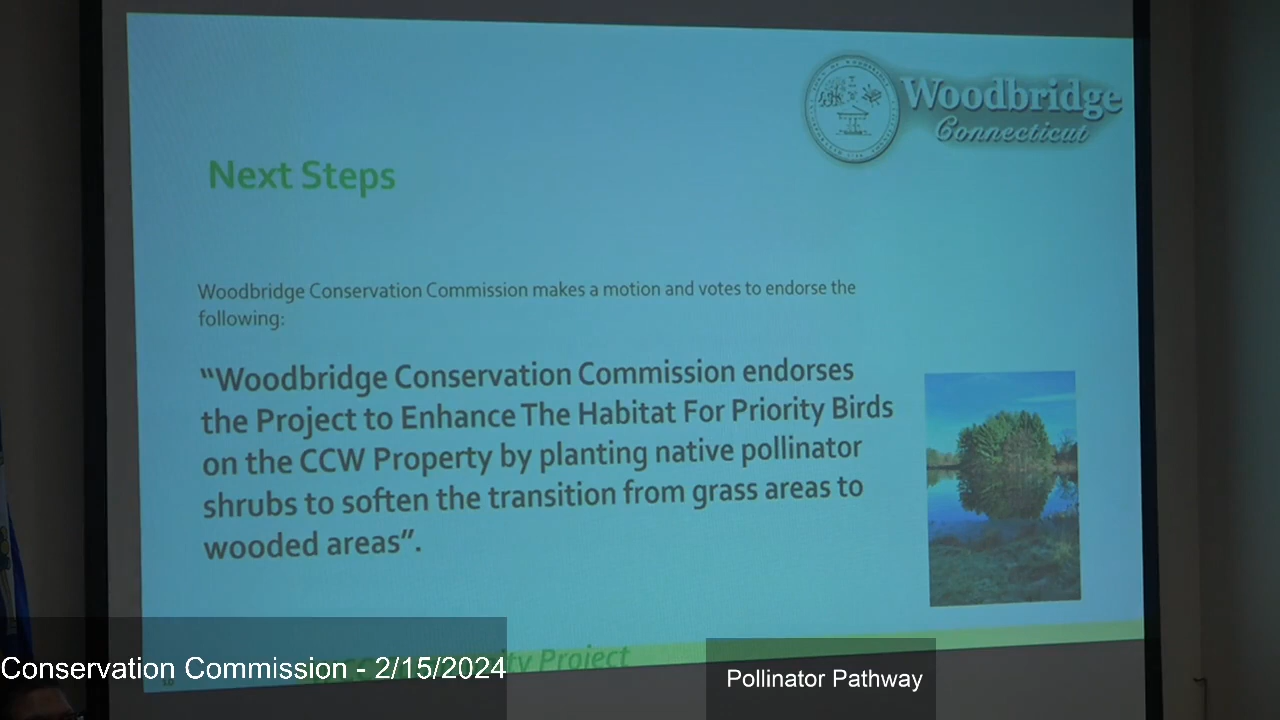 Woodbridge
Connecticut
Next Steps
Woodbridge Conservation Commission makes a motion and votes to endorse the
following:
“Woodbridge Conservation Commission endorses
the Project to Enhance The Habitat For Priority Birds
on the CCW Property by planting native pollinator
shrubs to soften the transition from grass areas to
wooded areas”.
Project
Conservation Commission - 2/15/2024
Pollinator Pathway